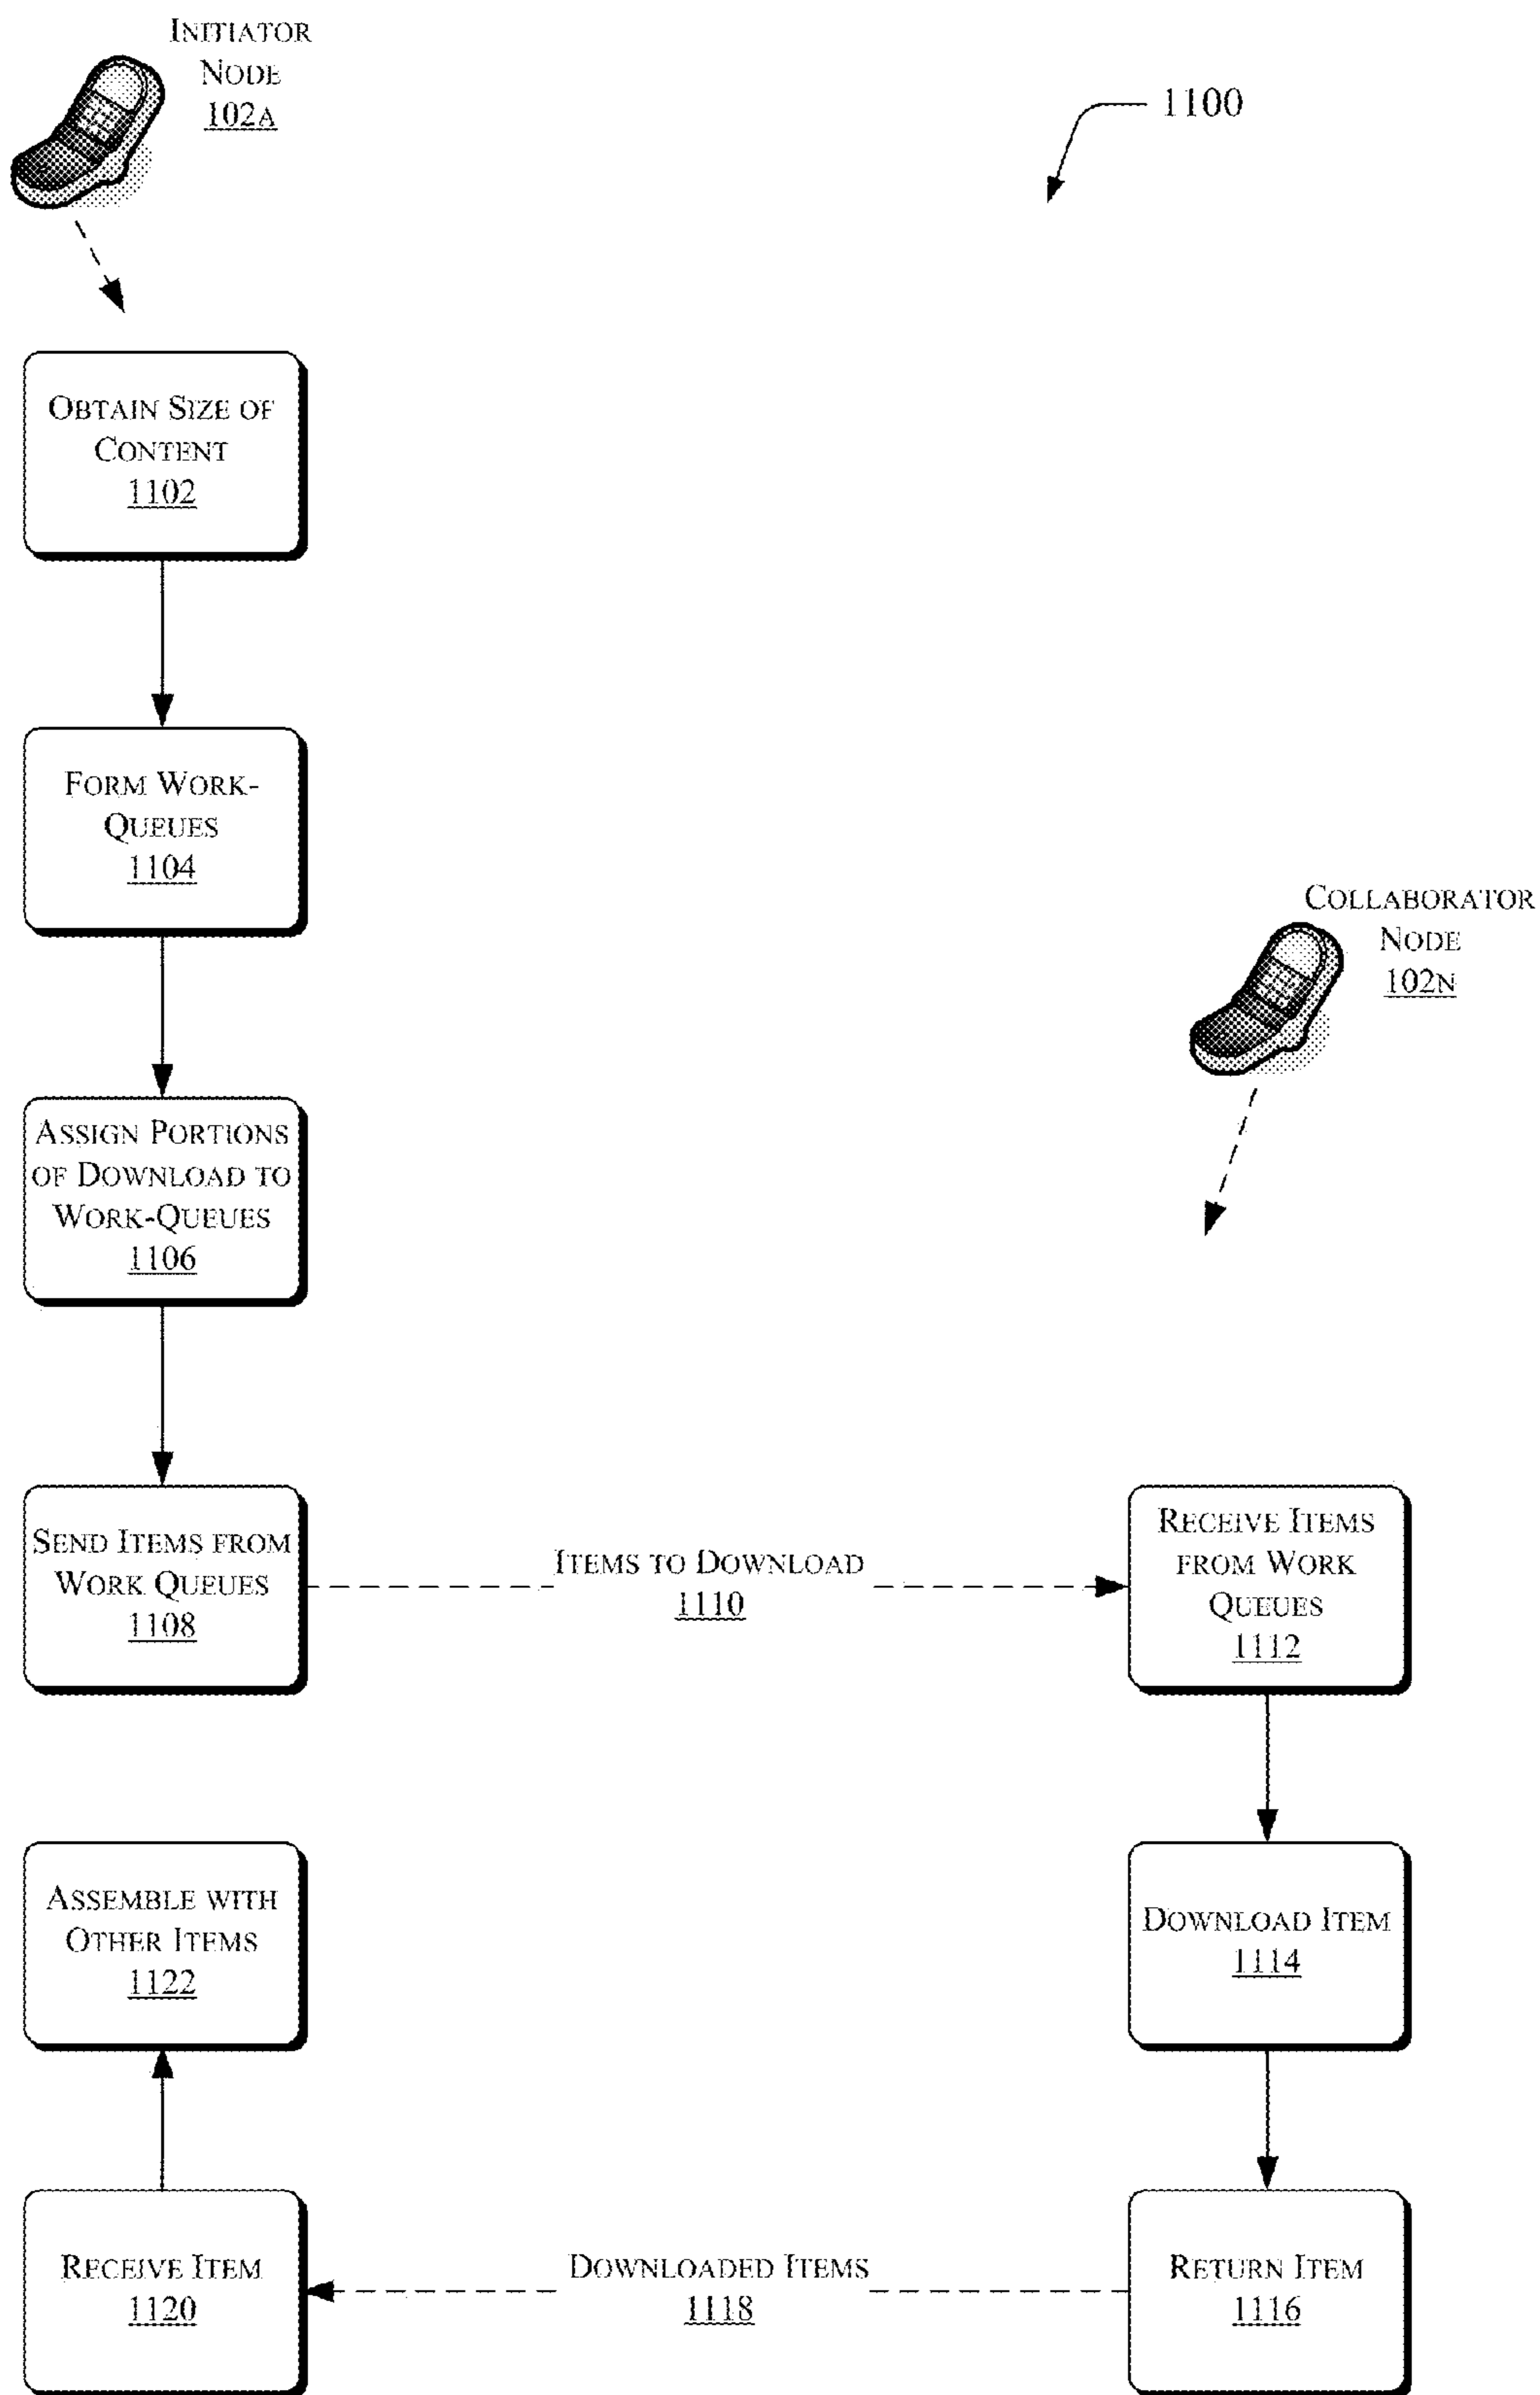 INITIATOR
NODE
102A
1100
OBTAIN SIZE OF
CONTENT
1102
FORM WORK-
QUEUES
1104
COLLABORATOR
NODE
102N
ASSIGN PORTIONS
OF DOWNLOAD TO
WORK-QUEUES
1106
SEND ITEMS FROM
WORK QUEUES
1108
ITEMS TO DOWNLOAD
1110
RECEIVE ITEMS
FROM WORK
QUEUES
1112
ASSEMBLE WITH
OTHER ITEMS
1122
DOWNLOAD ITEM
1114
RECEIVE ITEM
1120
DOWNLOADED ITEMS
1118
RETURN ITEM
1116